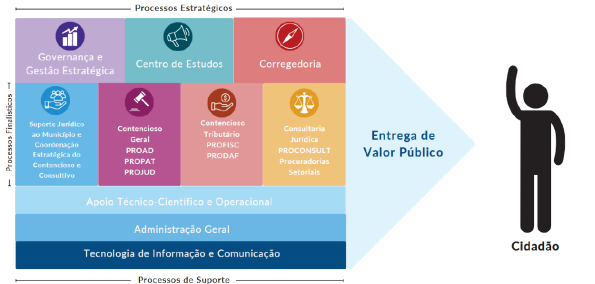 Processos Estratégicos
Governança e
Gestão Estratégica
Centro de Estudos
Corregedoria
Processos Finalísticos
Suporte Jurídico
ao Município e
Coordenação
Estratégica do
Contencioso e
Consultivo
Contencioso
Geral
PROAD
PROPAT
PROJUD
Contencioso
Tributário
PROFISC
PRODAF
Consultoria
Jurídica
PROCONSULT
Procuradorias
Setoriais
Apoio Técnico-Científico e Operacional
Administração Geral
Tecnologia de Informação e Comunicação
Processos de Suporte
Entrega de
Valor Público
Cidadão